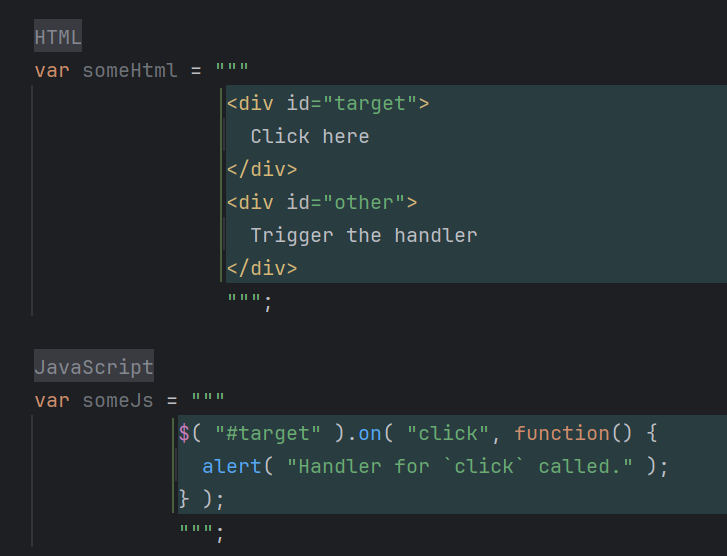 HTML
var someHtml = """
<div id="target">
  Click here
</div>
<div id="other">
  Trigger the handler
</div>
""";
JavaScript
var someJs = """
$( "#target" ).on( "click", function() {
  alert( "Handler for `click` called." );
} );
""";